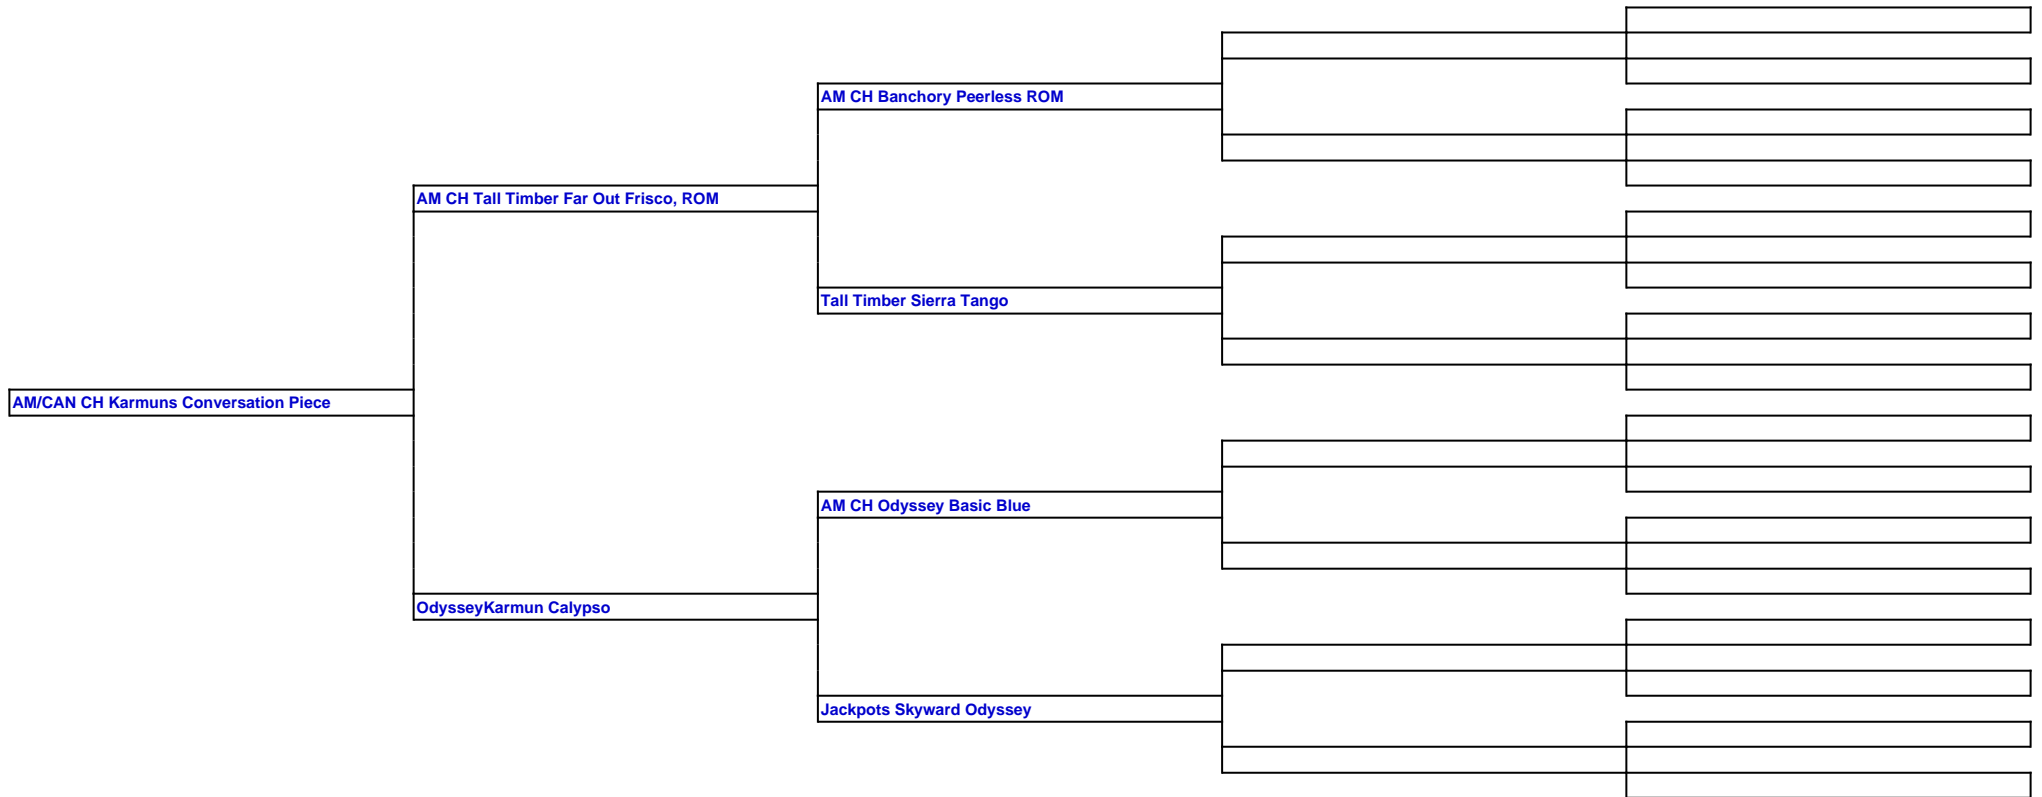 AM CH Banchory Peerless ROM
AM CH Tall Timber Far Out Frisco, ROM
Tall Timber Sierra Tango
AM/CAN CH Karmuns Conversation Piece
AM CH Odyssey Basic Blue
OdysseyKarmun Calypso
Jackpots Skyward Odyssey